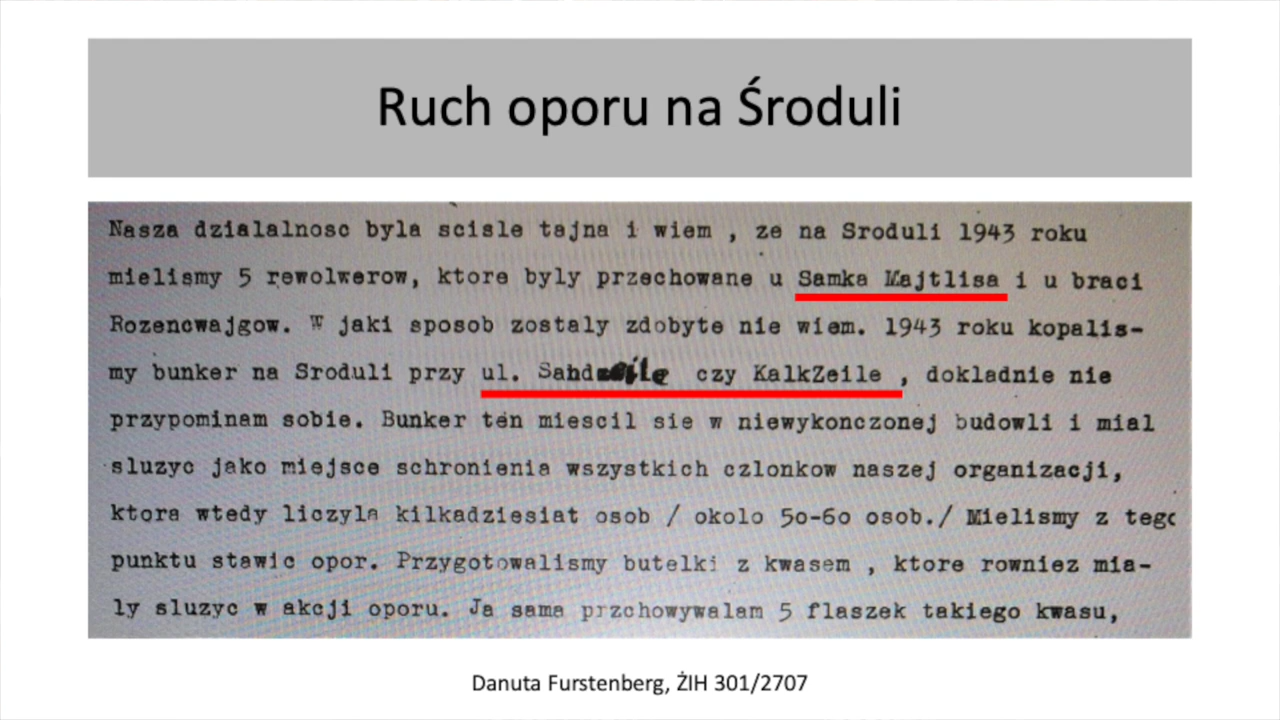 Ruch oporu na Środuli
Nasza dzialalnosc byla scisle tajna i wiem , ze na Sroduli 1943 roku
mielismy 5 rewolwerow, ktore byly przechowane u Samka Majtlisa i u braci
Rozencwajgow. W jaki sposob zostaly zdobyte nie wiem. 1943 roku kopalis-
my bunker na Sroduli przy ul. czy KalkZeile , dokladnie nie
przypominam sobie. Bunker ten miescil sie w niewykonczonej budowli i mial
sluzyc jako miejsce schronienia wszystkich czlonkow naszej organizacji,
ktora wtedy liczyla kilkadziesiat osob / okolo 5o-6o osob./ Mielismy z tego
punktu stawic opor. Przygotowalismy butelki z kwasem , ktore rowniez mia-
ly sluzyc w akcji oporu. Ja sama przchowywalam 5 flaszek takiego kwasu,
Danuta Furstenberg, ŻIH 301/2707